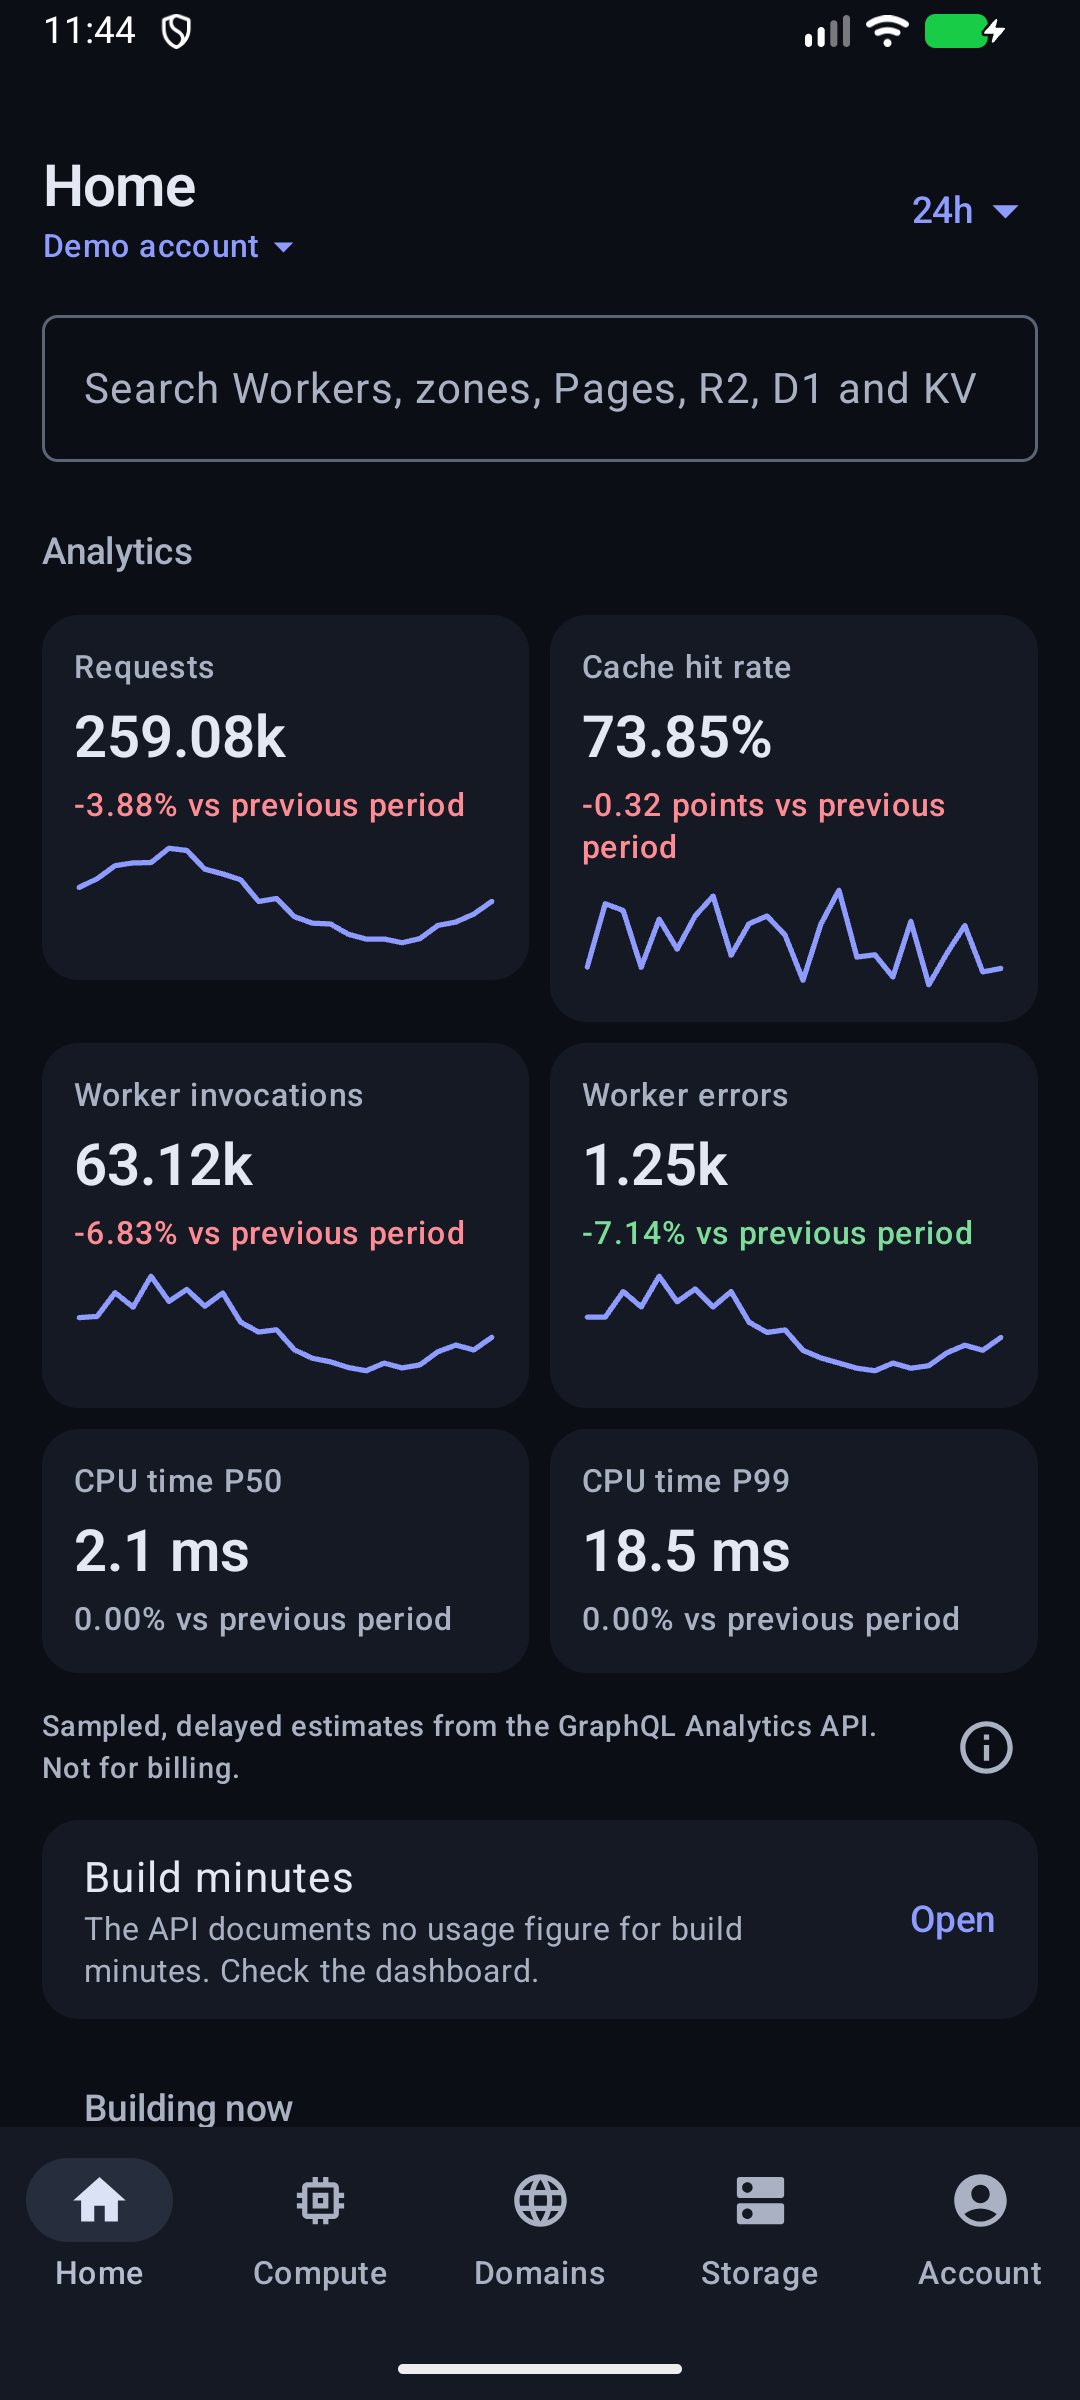 11:44
Home
Demo account
24h
Search Workers, zones, Pages, R2, D1 and KV
Analytics
Requests
259.08k
-3.88% vs previous period
Cache hit rate
73.85%
-0.32 points vs previous
period
Worker invocations
63.12k
-6.83% vs previous period
Worker errors
1.25k
-7.14% vs previous period
CPU time P50
2.1 ms
0.00% vs previous period
CPU time P99
18.5 ms
0.00% vs previous period
Sampled, delayed estimates from the GraphQL Analytics API.
Not for billing.
Build minutes
The API documents no usage figure for build
minutes. Check the dashboard.
Open
Building now
Home
Compute
Domains
Storage
Account